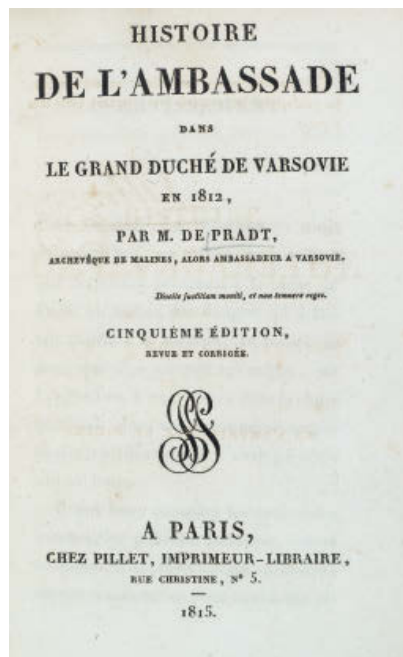 HISTOIRE
DE L'AMBASSADE
DANS
LE GRAND DUCHÉ DE VARSOVIE
EN 1812,
PAR M. DE PRADT,
ARCHEVÊQUE DE MALINES, ALORS AMBASSADEUR A VARSOVIE.
Discite justitiam moniti, et non temnere reges.
CINQUIÉME ÉDITION,
REVUE ET CORRIGÉE.
A PARIS,
CHEZ PILLET, IMPRIMEUR-LIBRAIRE,
RUE CHRISTINE, N° 5.
1815.